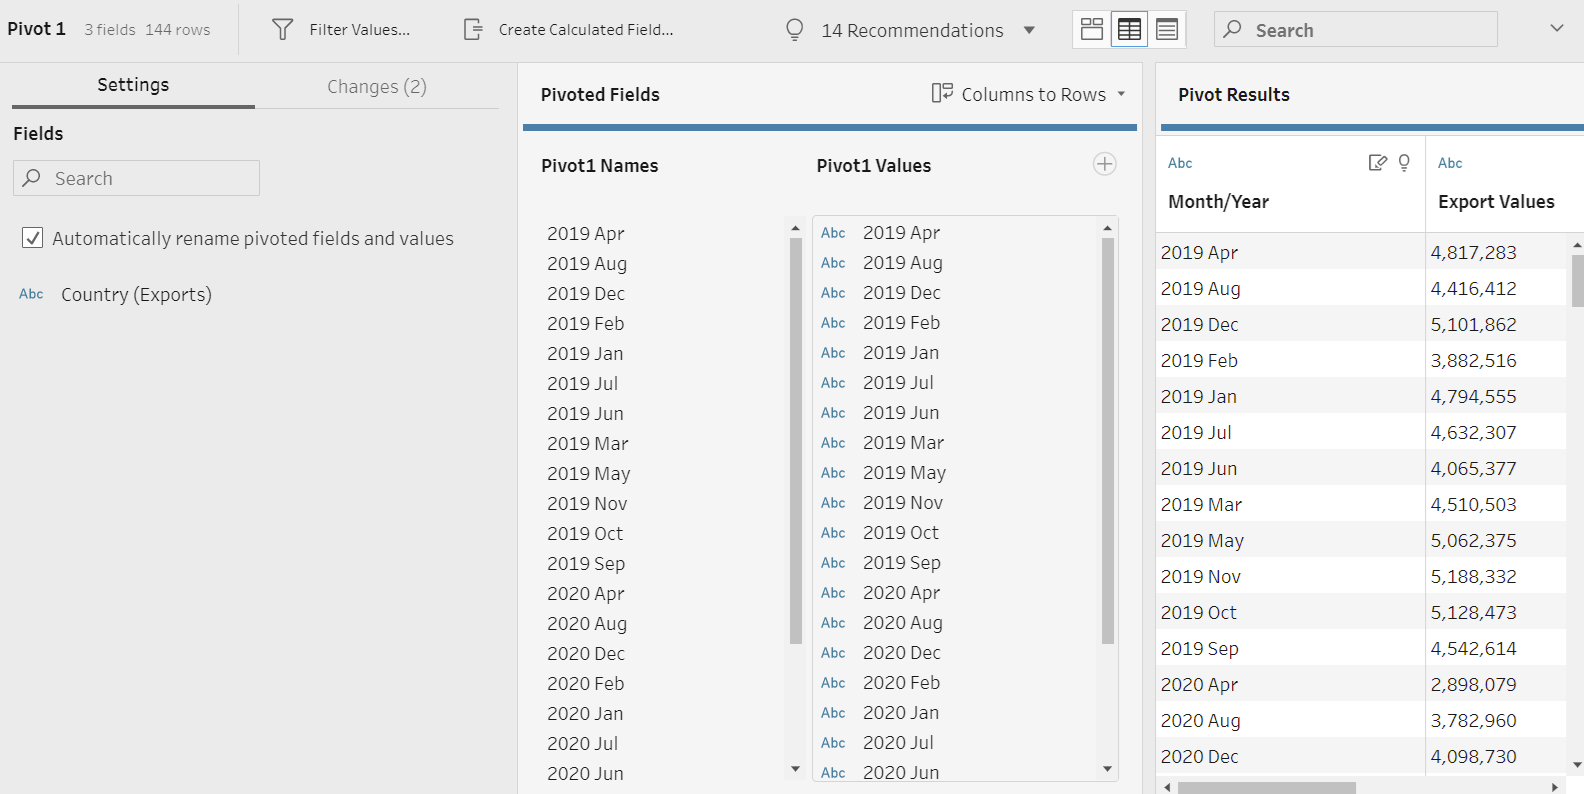 Pivot 1 3 fields 144 rows Filter Values... Create Calculated Field... 14 Recommendations Search
Settings Changes (2)
Fields
Search
Automatically rename pivoted fields and values
Abc Country (Exports)
Pivoted Fields Columns to Rows
Pivot1 Names Pivot1 Values
2019 Apr Abc 2019 Apr
2019 Aug Abc 2019 Aug
2019 Dec Abc 2019 Dec
2019 Feb Abc 2019 Feb
2019 Jan Abc 2019 Jan
2019 Jul Abc 2019 Jul
2019 Jun Abc 2019 Jun
2019 Mar Abc 2019 Mar
2019 May Abc 2019 May
2019 Nov Abc 2019 Nov
2019 Oct Abc 2019 Oct
2019 Sep Abc 2019 Sep
2020 Apr Abc 2020 Apr
2020 Aug Abc 2020 Aug
2020 Dec Abc 2020 Dec
2020 Feb Abc 2020 Feb
2020 Jan Abc 2020 Jan
2020 Jul Abc 2020 Jul
2020 Jun Abc 2020 Jun
Pivot Results
Abc Abc
Month/Year Export Values
2019 Apr 4,817,283
2019 Aug 4,416,412
2019 Dec 5,101,862
2019 Feb 3,882,516
2019 Jan 4,794,555
2019 Jul 4,632,307
2019 Jun 4,065,377
2019 Mar 4,510,503
2019 May 5,062,375
2019 Nov 5,188,332
2019 Oct 5,128,473
2019 Sep 4,542,614
2020 Apr 2,898,079
2020 Aug 3,782,960
2020 Dec 4,098,730